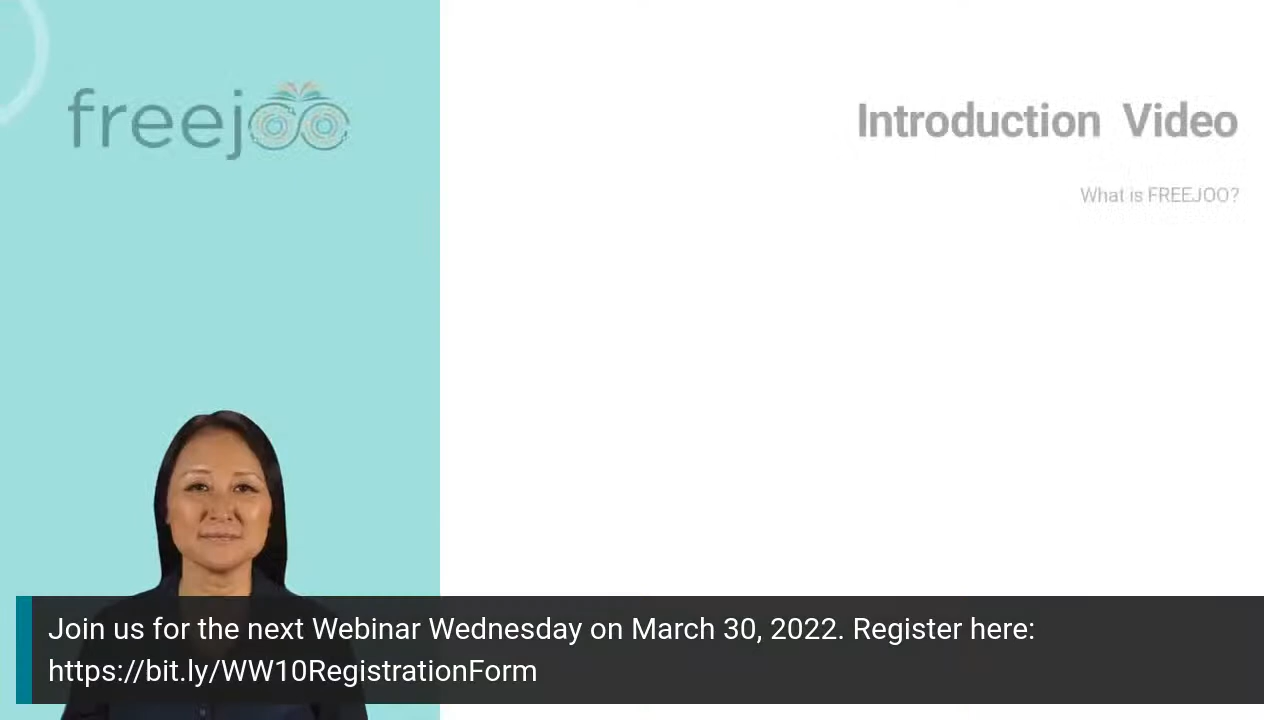 freejoo
Introduction Video
What is FREEJOO?
Join us for the next Webinar Wednesday on March 30, 2022. Register here:
https://bit.ly/WW10RegistrationForm